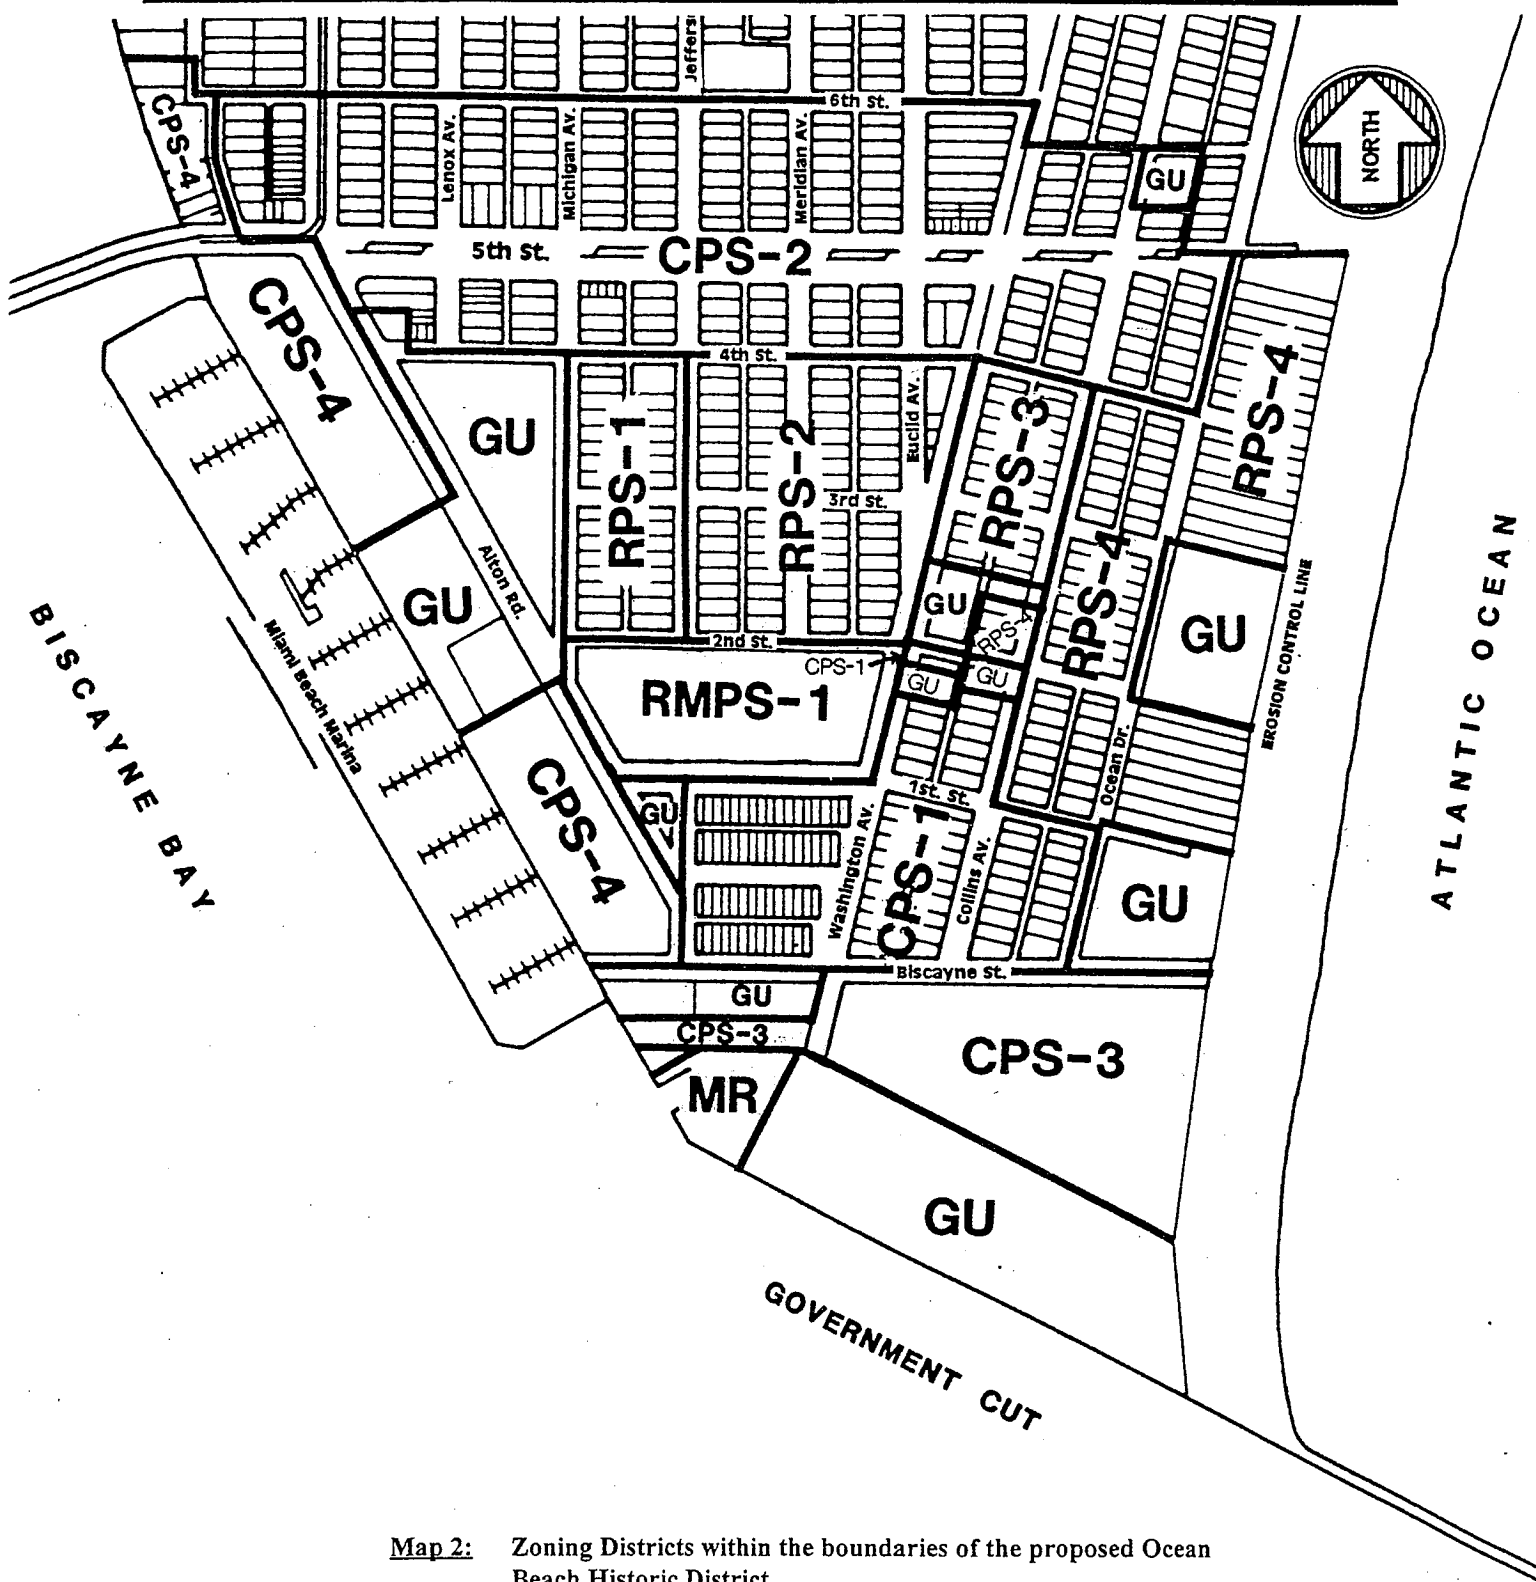 Jeffers
6th St.
NORTH
CPS-4
Lenox Av.
Michigan Av.
Meridian Av.
GU
5th St.
CPS-2
CPS-4
4th St.
GU
RPS-1
RPS-2
Euclid Av.
RPS-3
RPS-4
3rd St.
Alton Rd.
GU
GU
RPS-4
RPS-4
GU
EROSION CONTROL LINE
ATLANTIC OCEAN
BISCAYNE BAY
Miami Beach Marina
2nd St.
CPS-1
GU
GU
RMPS-1
CPS-4
GU
1st. St.
Ocean Dr.
Washington Av.
CPS-1
Collins Av.
GU
Biscayne St.
GU
CPS-3
CPS-3
MR
GU
GOVERNMENT CUT
Map 2: Zoning Districts within the boundaries of the proposed Ocean
Beach Historic District